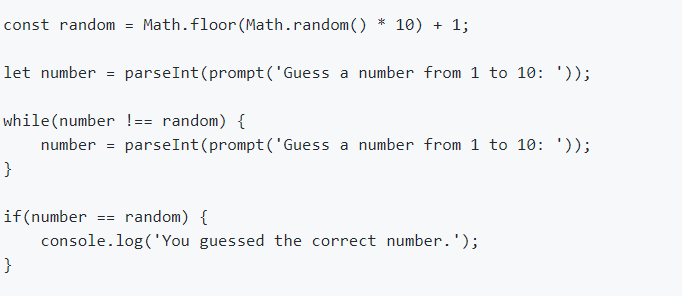 const random = Math.floor(Math.random() * 10) + 1;
let number = parseInt(prompt('Guess a number from 1 to 10: '));
while(number !== random) {
    number = parseInt(prompt('Guess a number from 1 to 10: '));
}
if(number == random) {
    console.log('You guessed the correct number.');
}